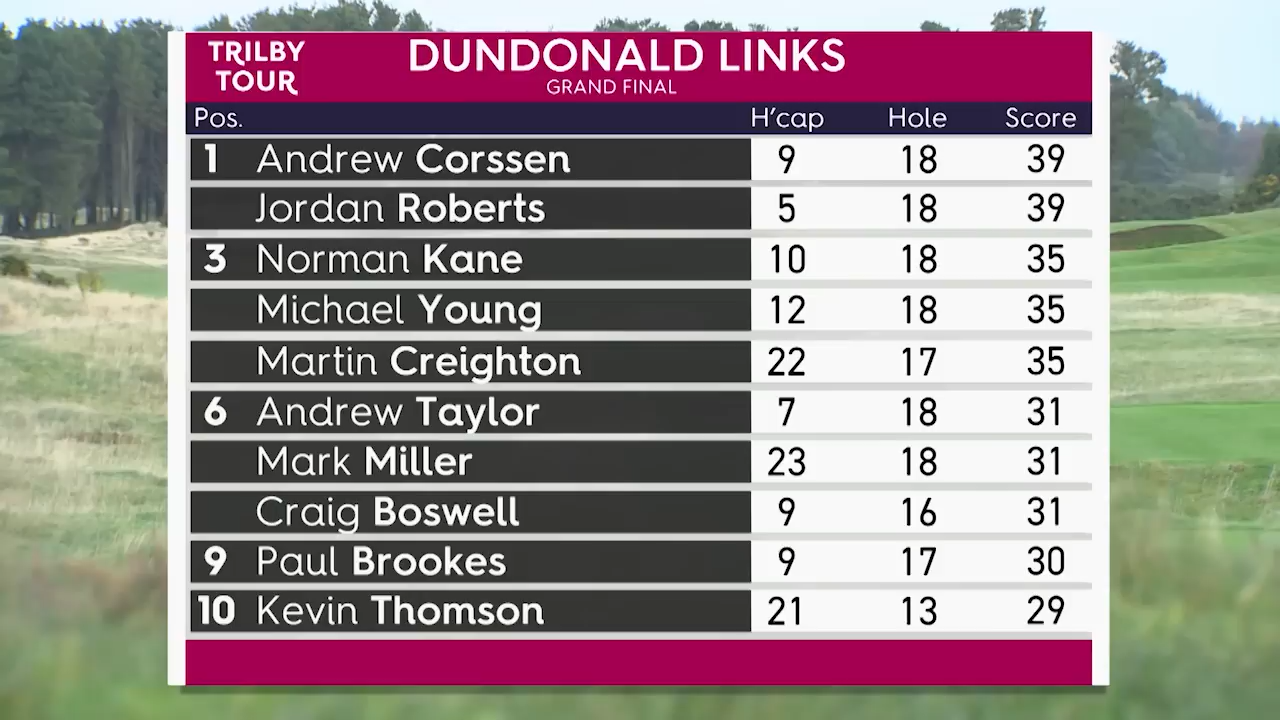 TRILBY TOUR
DUNDONALD LINKS
GRAND FINAL
Pos. H'cap Hole Score
1 Andrew Corssen 9 18 39
Jordan Roberts 5 18 39
3 Norman Kane 10 18 35
Michael Young 12 18 35
Martin Creighton 22 17 35
6 Andrew Taylor 7 18 31
Mark Miller 23 18 31
Craig Boswell 9 16 31
9 Paul Brookes 9 17 30
10 Kevin Thomson 21 13 29